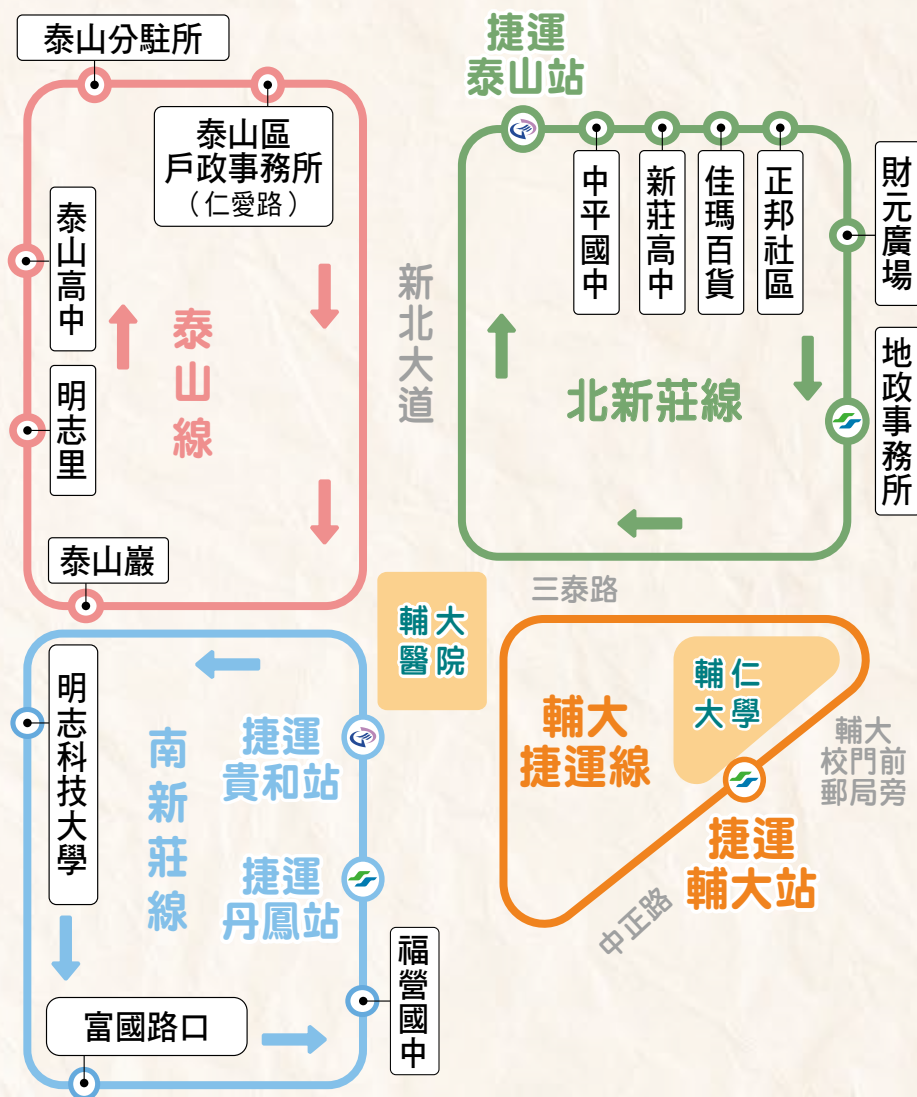 泰山分駐所
泰山區
戶政事務所
（仁愛路）
泰山高中
明志里
泰山線
泰山巖
捷運
泰山站
中平國中
新莊高中
佳瑪百貨
正邦社區
財元廣場
地政事務所
新北大道
北新莊線
三泰路
輔大
醫院
明志科技大學
南新莊線
捷運
貴和站
捷運
丹鳳站
福營國中
富國路口
輔大
捷運線
輔仁
大學
輔大
校門前
郵局旁
捷運
輔大站
中正路